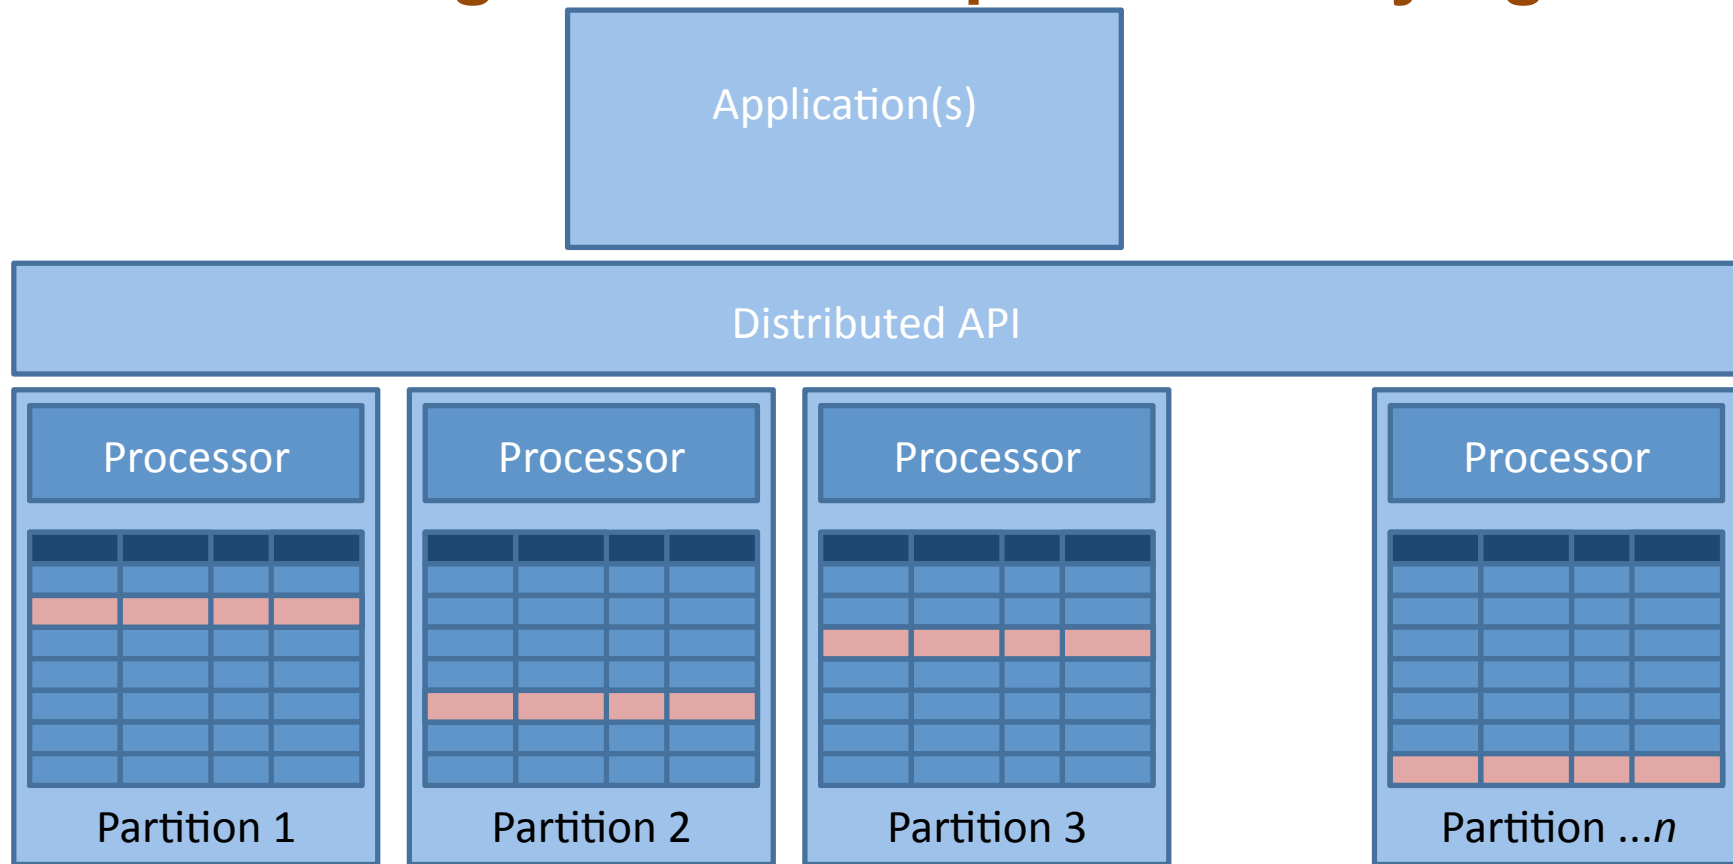 Application(s)
Distributed API
Processor Processor Processor Processor
Partition 1 Partition 2 Partition 3 Partition ...n